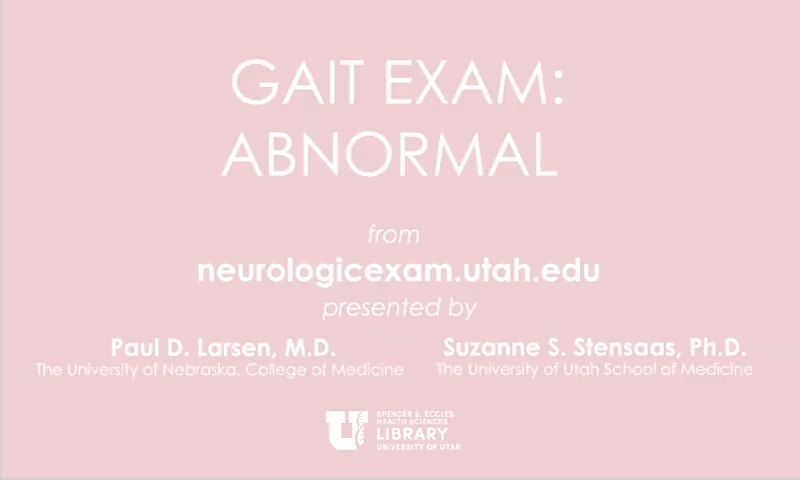 GAIT EXAM:
ABNORMAL
from
neurologicexam.utah.edu
presented by
Paul D. Larsen, M.D.
The University of Nebraska, College of Medicine
Suzanne S. Stensaas, Ph.D.
The University of Utah School of Medicine
SPENCER S. ECCLES
HEALTH SCIENCES
LIBRARY
UNIVERSITY OF UTAH